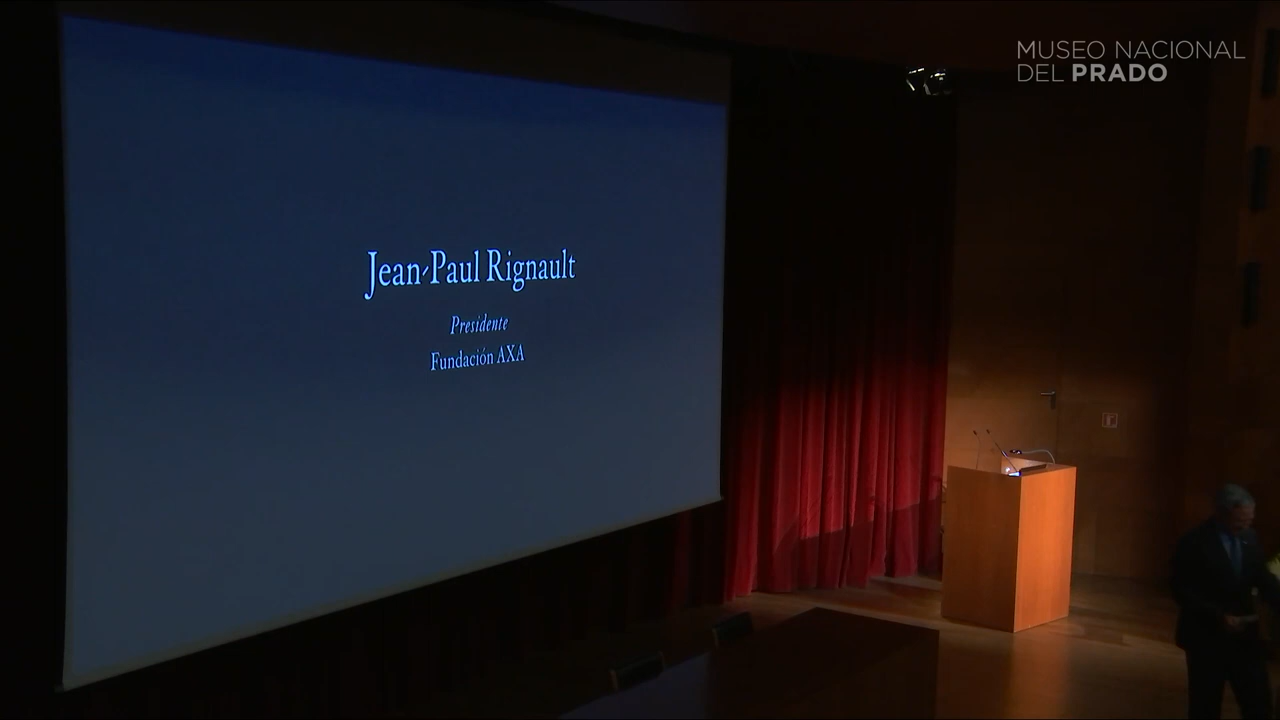 MUSEO NACIONAL
DEL PRADO
Jean-Paul Rignault
Presidente
Fundación AXA